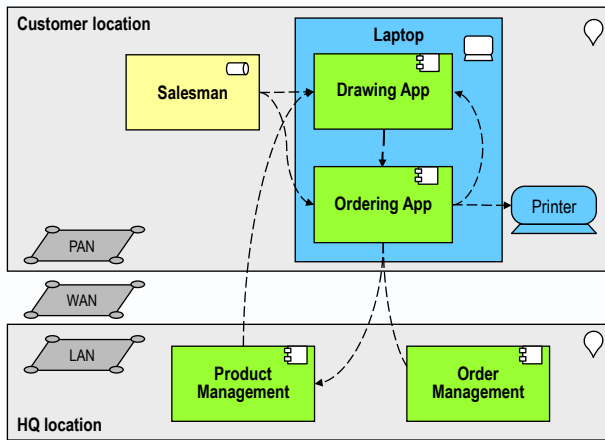 Customer location
Laptop
Salesman
Drawing App
Ordering App
Printer
PAN
WAN
LAN
Product
Management
Order
Management
HQ location